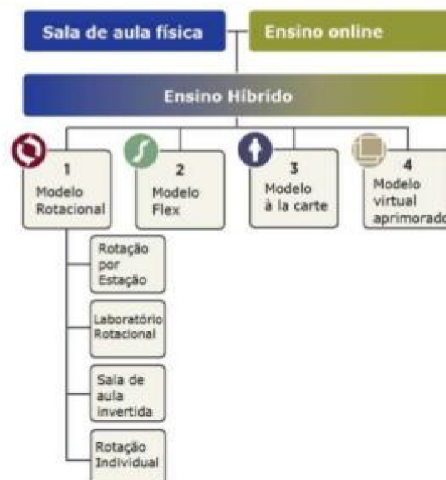 Sala de aula física
Ensino online
Ensino Híbrido
1
Modelo
Rotacional
2
Modelo
Flex
3
Modelo
à la carte
4
Modelo
virtual
aprimorado
Rotação
por
Estação
Laboratório
Rotacional
Sala de
aula
invertida
Rotação
Individual